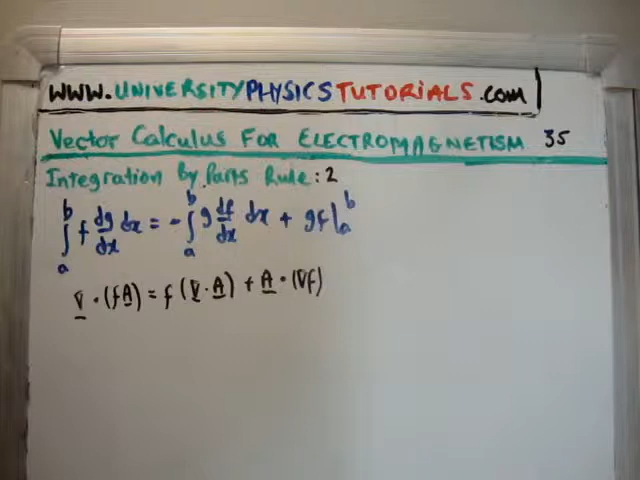 WWW.UNIVERSITYPHYSICSTUTORIALS.com
Vector Calculus FOR ELECTROMAGNETISM 35
Integration By Parts Rule: 2
∫ₐᵇ f dg/dx dx = -∫ₐᵇ g df/dx dx + gf|ₐᵇ
∇ · (fA) = f (∇ · A) + A · (∇f)